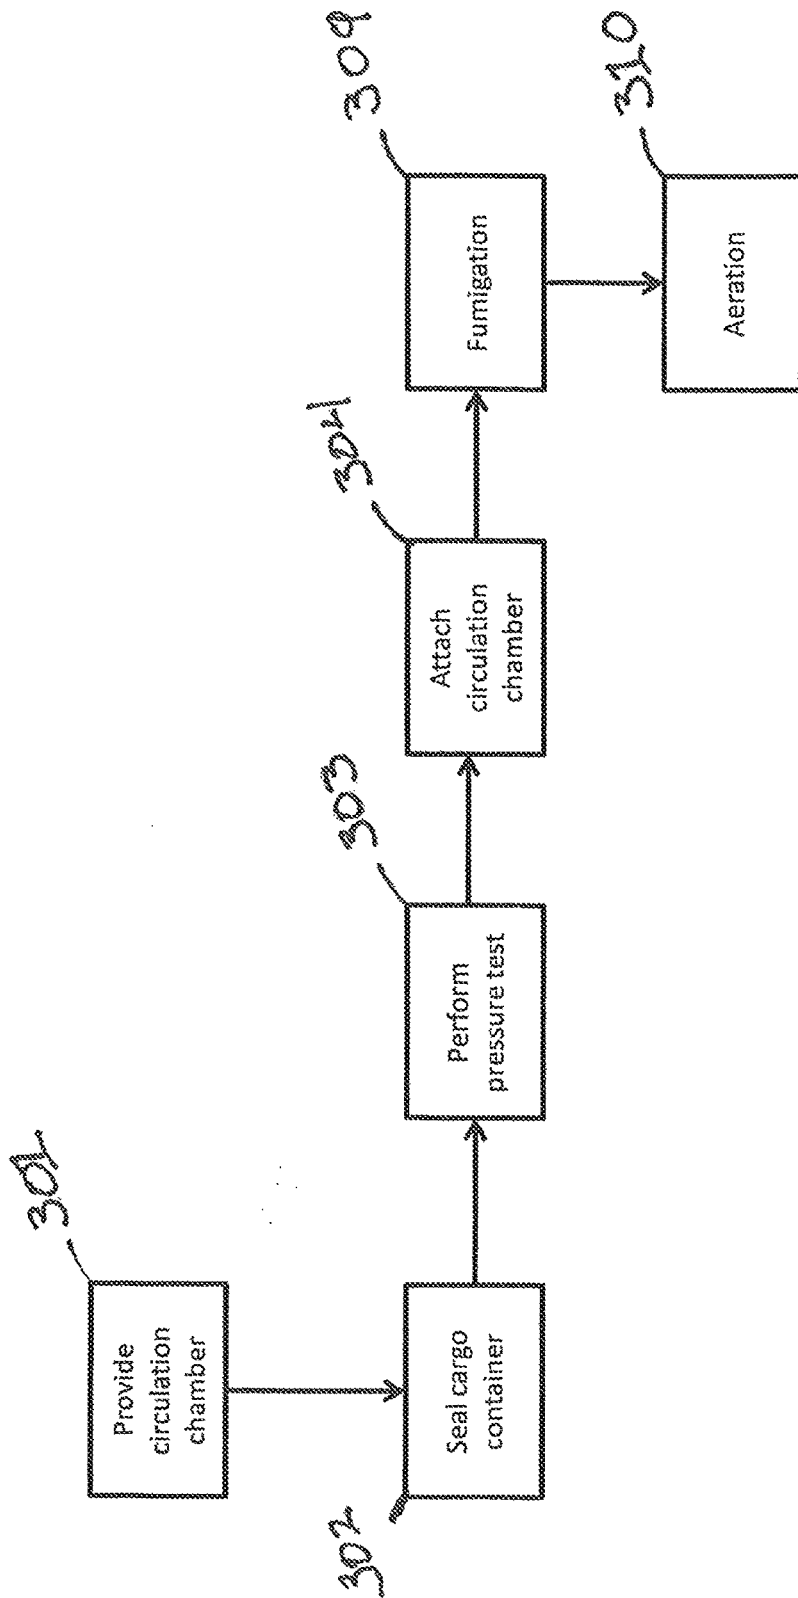 301
Provide
circulation
chamber
302
Seal cargo
container
303
Perform
pressure test
304
Attach
circulation
chamber
309
Fumigation
310
Aeration